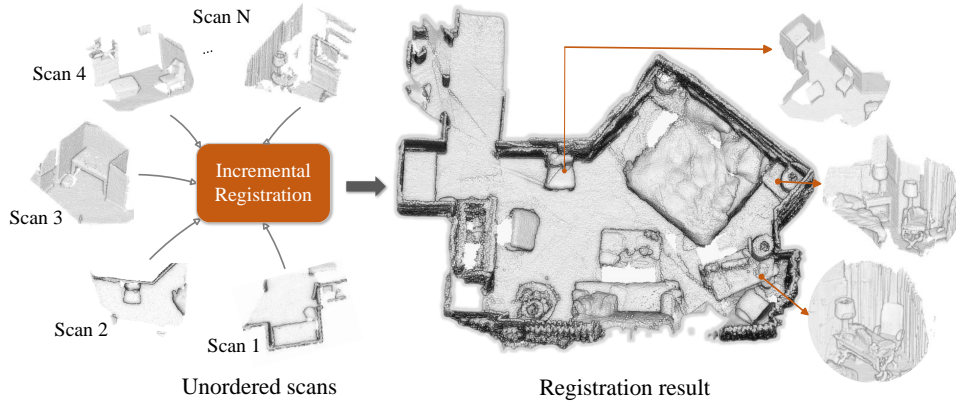 Scan N
Scan 4
...
Incremental
Registration
Scan 3
Scan 2
Scan 1
Unordered scans
Registration result